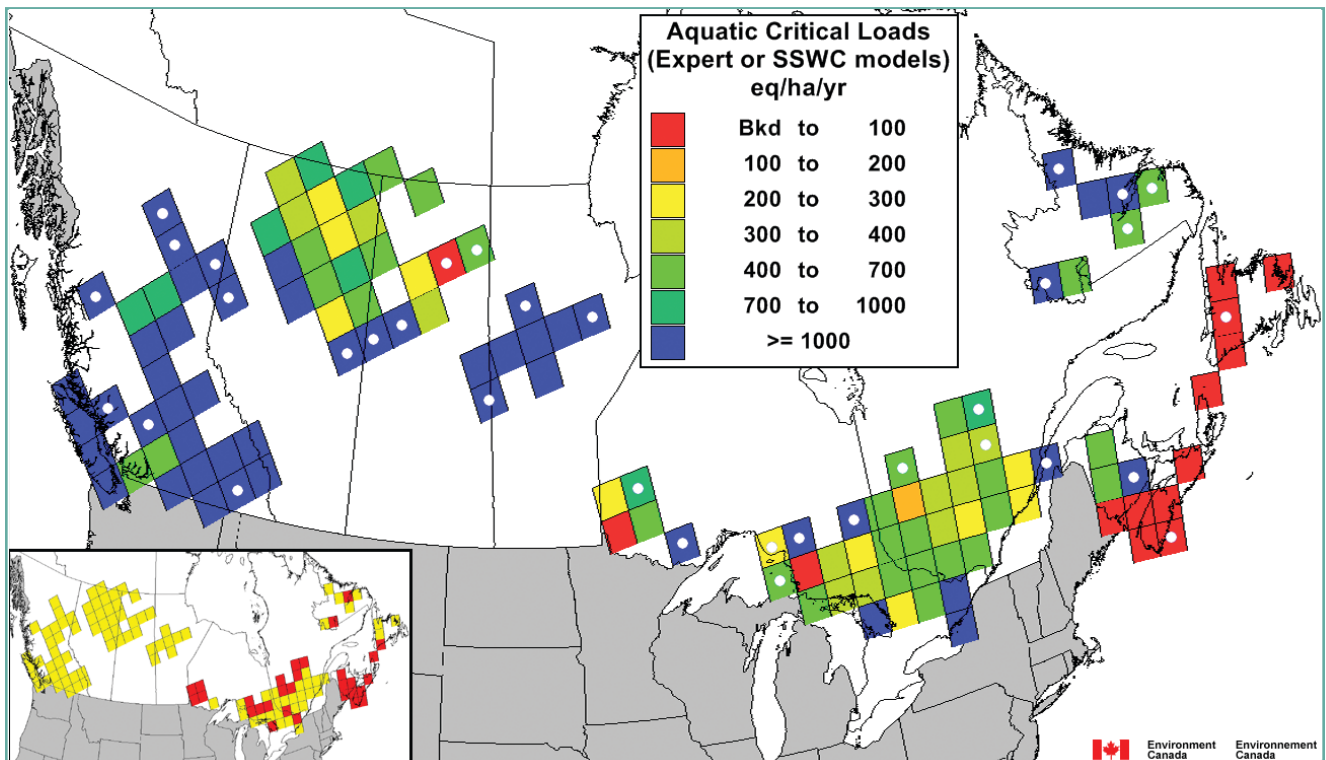 Aquatic Critical Loads
(Expert or SSWC models)
eq/ha/yr
Bkd to 100
100 to 200
200 to 300
300 to 400
400 to 700
700 to 1000
>= 1000
Environment Environnement
Canada Canada